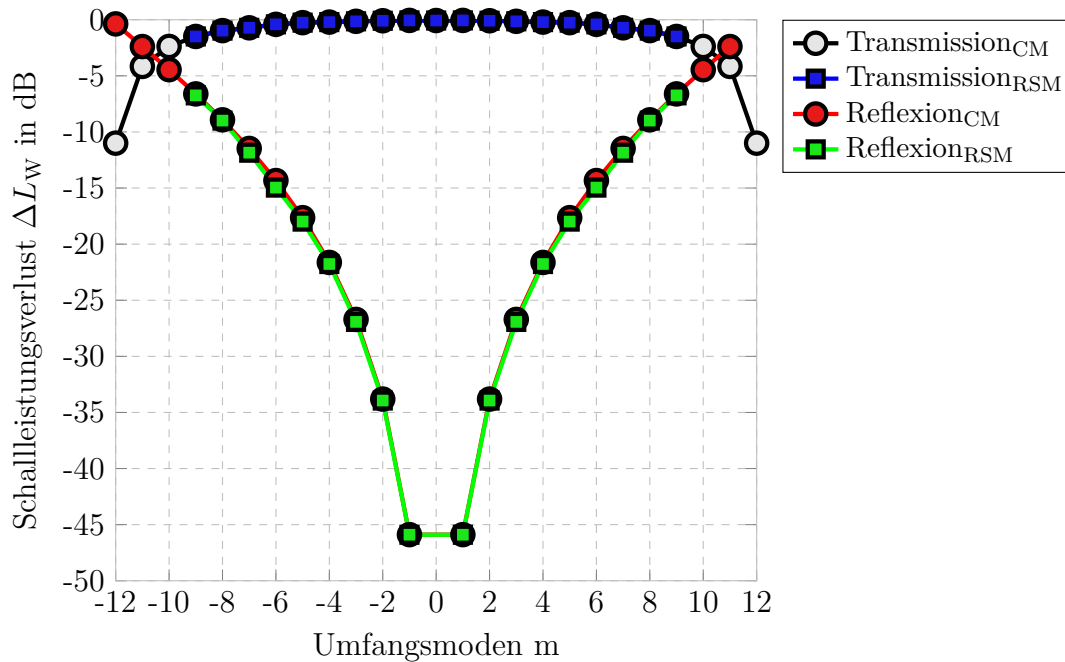 Schallleistungsverlust ΔL_W in dB
0
-5
-10
-15
-20
-25
-30
-35
-40
-45
-50
-12 -10 -8 -6 -4 -2 0 2 4 6 8 10 12
Umfangsmoden m
Transmission_CM
Transmission_RSM
Reflexion_CM
Reflexion_RSM